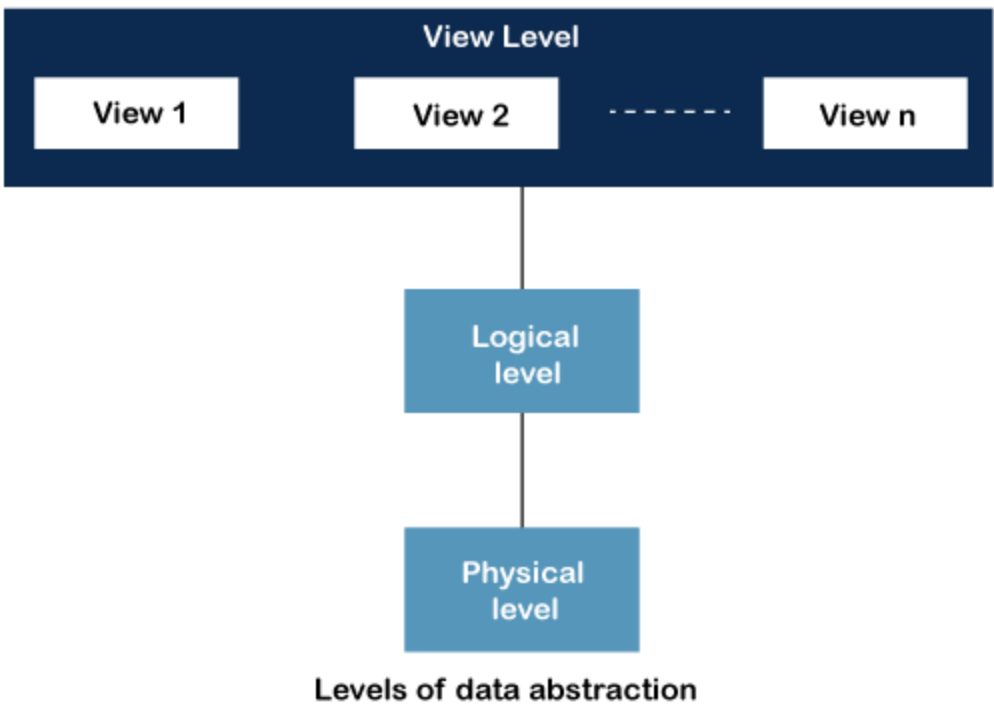 View Level
View 1
View 2
View n
Logical
level
Physical
level
Levels of data abstraction